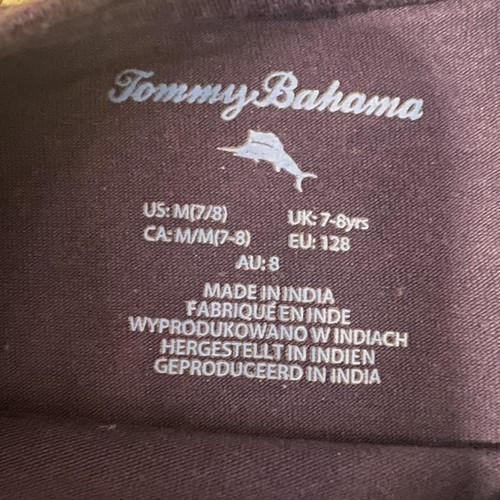 Tommy Bahama
US: M(7/8) UK: 7-8yrs
CA: M/M(7-8) EU: 128
AU: 8
MADE IN INDIA
FABRIQUÉ EN INDE
WYPRODUKOWANO W INDIACH
HERGESTELLT IN INDIEN
GEPRODUCEERD IN INDIA